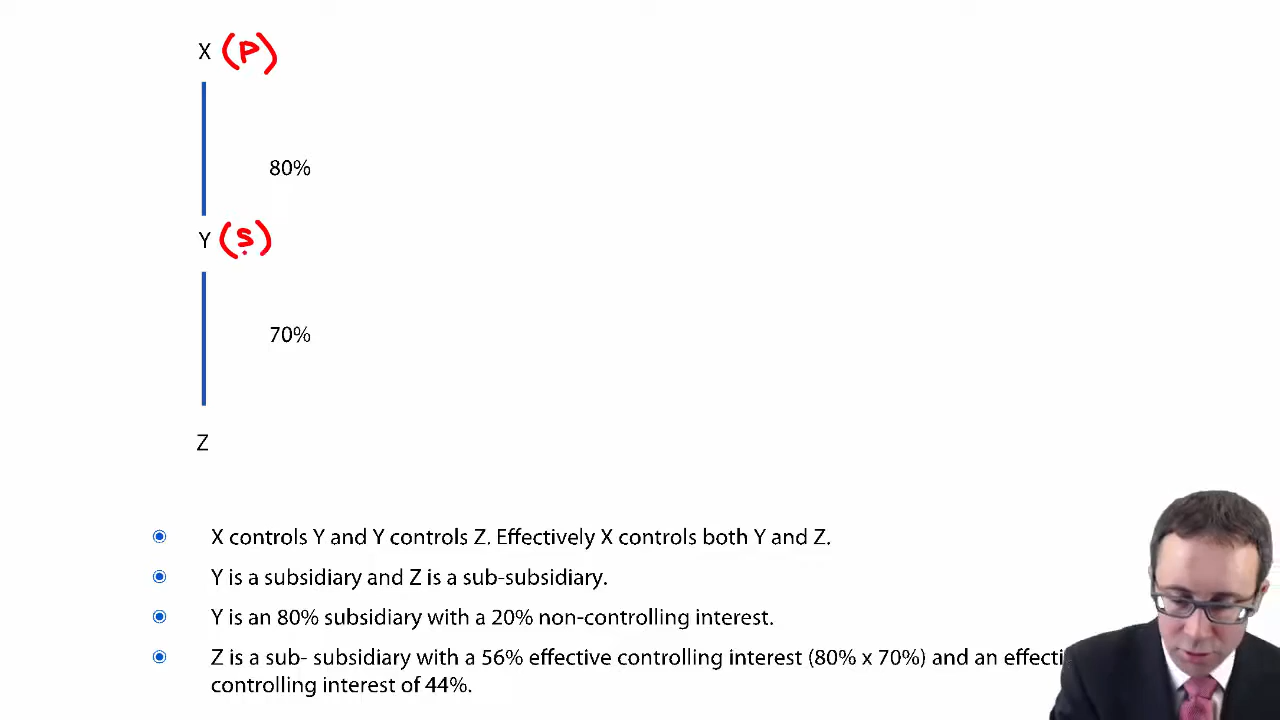 X (P)
80%
Y (S)
70%
Z
X controls Y and Y controls Z. Effectively X controls both Y and Z.
Y is a subsidiary and Z is a sub-subsidiary.
Y is an 80% subsidiary with a 20% non-controlling interest.
Z is a sub- subsidiary with a 56% effective controlling interest (80% x 70%) and an
controlling interest of 44%.